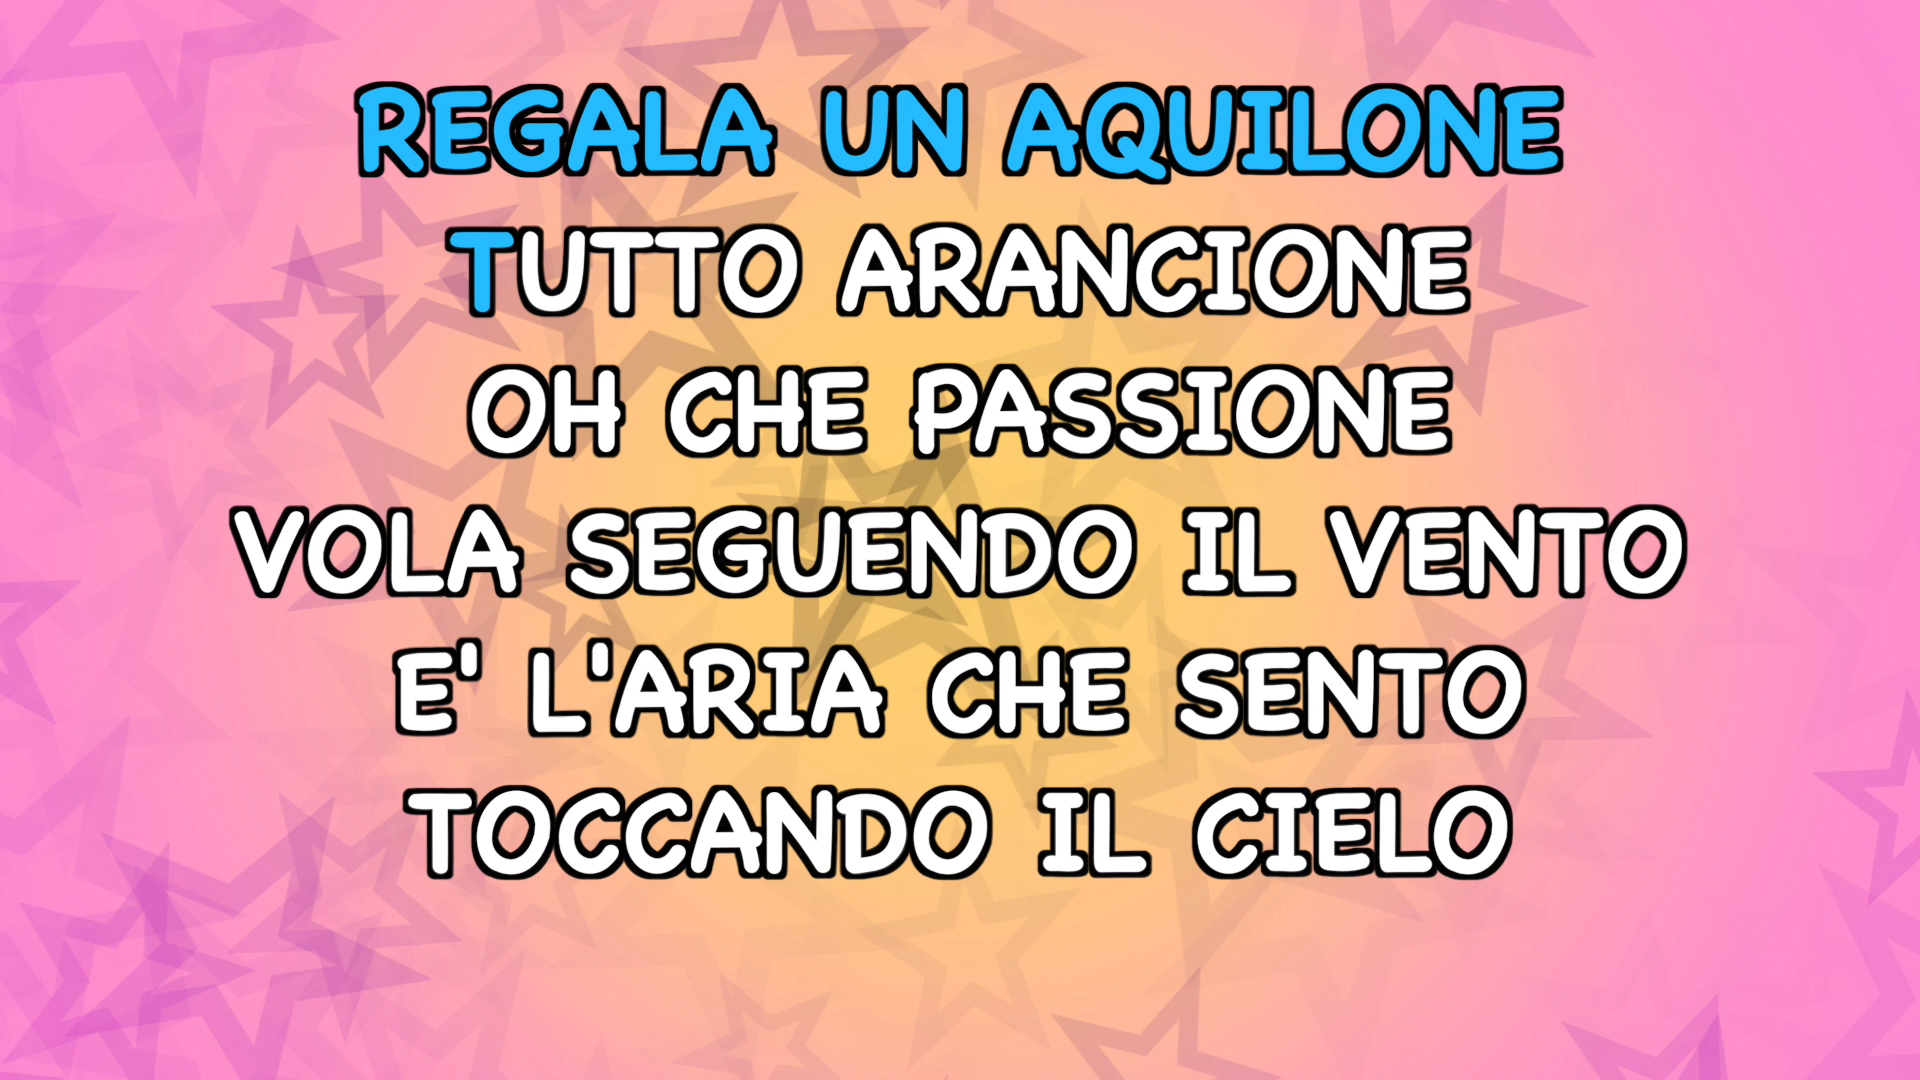 REGALA UN AQUILONE
TUTTO ARANCIONE
OH CHE PASSIONE
VOLA SEGUENDO IL VENTO
E' L'ARIA CHE SENTO
TOCCANDO IL CIELO